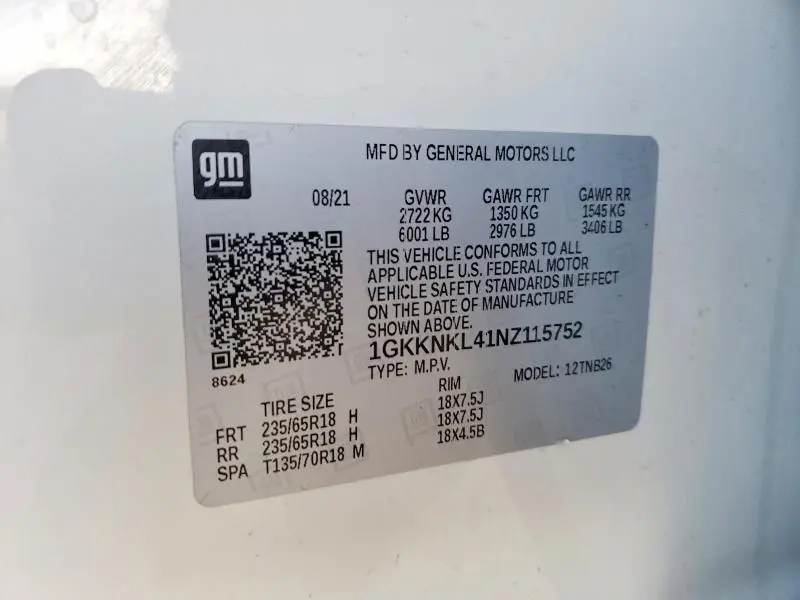 gm
MFD BY GENERAL MOTORS LLC
08/21 GVWR GAWR FRT GAWR RR
2722 KG 1350 KG 1545 KG
6001 LB 2976 LB 3406 LB
THIS VEHICLE CONFORMS TO ALL
APPLICABLE U.S. FEDERAL MOTOR
VEHICLE SAFETY STANDARDS IN EFFECT
ON THE DATE OF MANUFACTURE
SHOWN ABOVE.
1GKKNKL41NZ115752
TYPE: M.P.V. MODEL: 12TNB26
8624
TIRE SIZE RIM
FRT 235/65R18 H 18X7.5J
RR 235/65R18 H 18X7.5J
SPA T135/70R18 M 18X4.5B